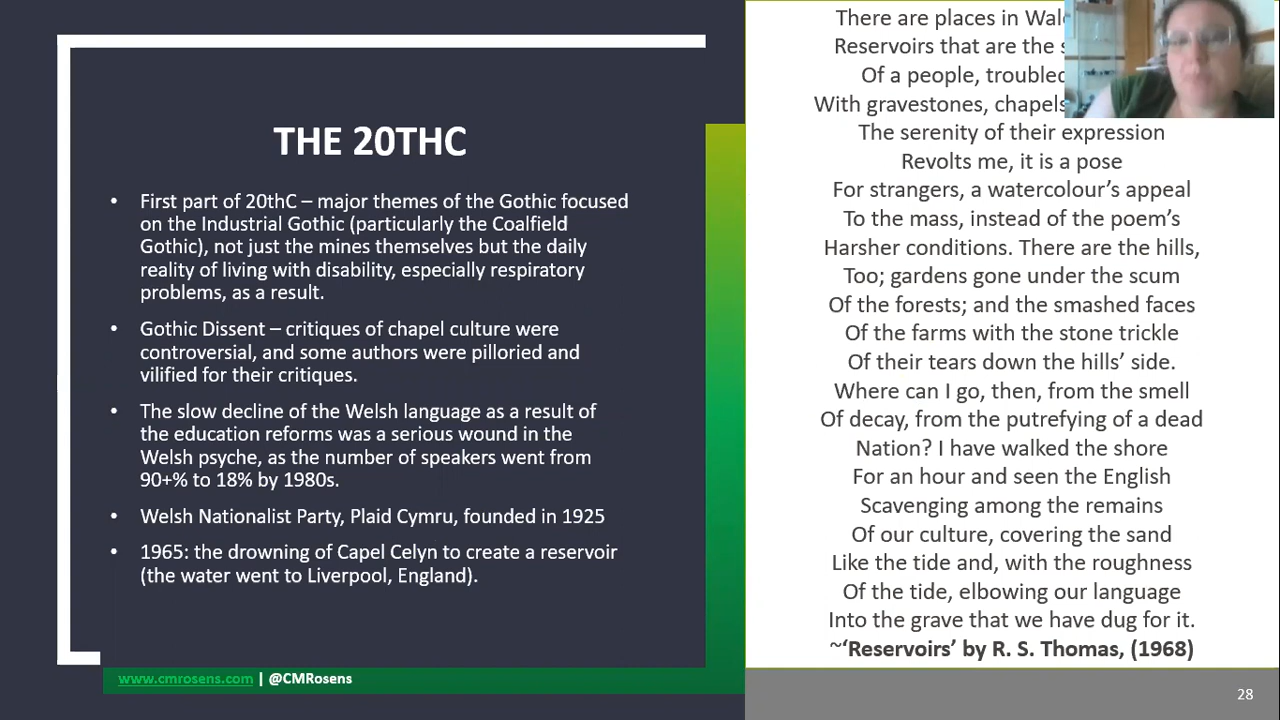 THE 20THC
• First part of 20thC – major themes of the Gothic focused
on the Industrial Gothic (particularly the Coalfield
Gothic), not just the mines themselves but the daily
reality of living with disability, especially respiratory
problems, as a result.
• Gothic Dissent – critiques of chapel culture were
controversial, and some authors were pilloried and
vilified for their critiques.
• The slow decline of the Welsh language as a result of
the education reforms was a serious wound in the
Welsh psyche, as the number of speakers went from
90+% to 18% by 1980s.
• Welsh Nationalist Party, Plaid Cymru, founded in 1925
• 1965: the drowning of Capel Celyn to create a reservoir
(the water went to Liverpool, England).
www.cmrosens.com | @CMRosens
There are places in
Reservoirs that are the
Of a people, troubled
With gravestones, chapels
The serenity of their expression
Revolts me, it is a pose
For strangers, a watercolour’s appeal
To the mass, instead of the poem’s
Harsher conditions. There are the hills,
Too; gardens gone under the scum
Of the forests; and the smashed faces
Of the farms with the stone trickle
Of their tears down the hills’ side.
Where can I go, then, from the smell
Of decay, from the putrefying of a dead
Nation? I have walked the shore
For an hour and seen the English
Scavenging among the remains
Of our culture, covering the sand
Like the tide and, with the roughness
Of the tide, elbowing our language
Into the grave that we have dug for it.
~‘Reservoirs’ by R. S. Thomas, (1968)
28